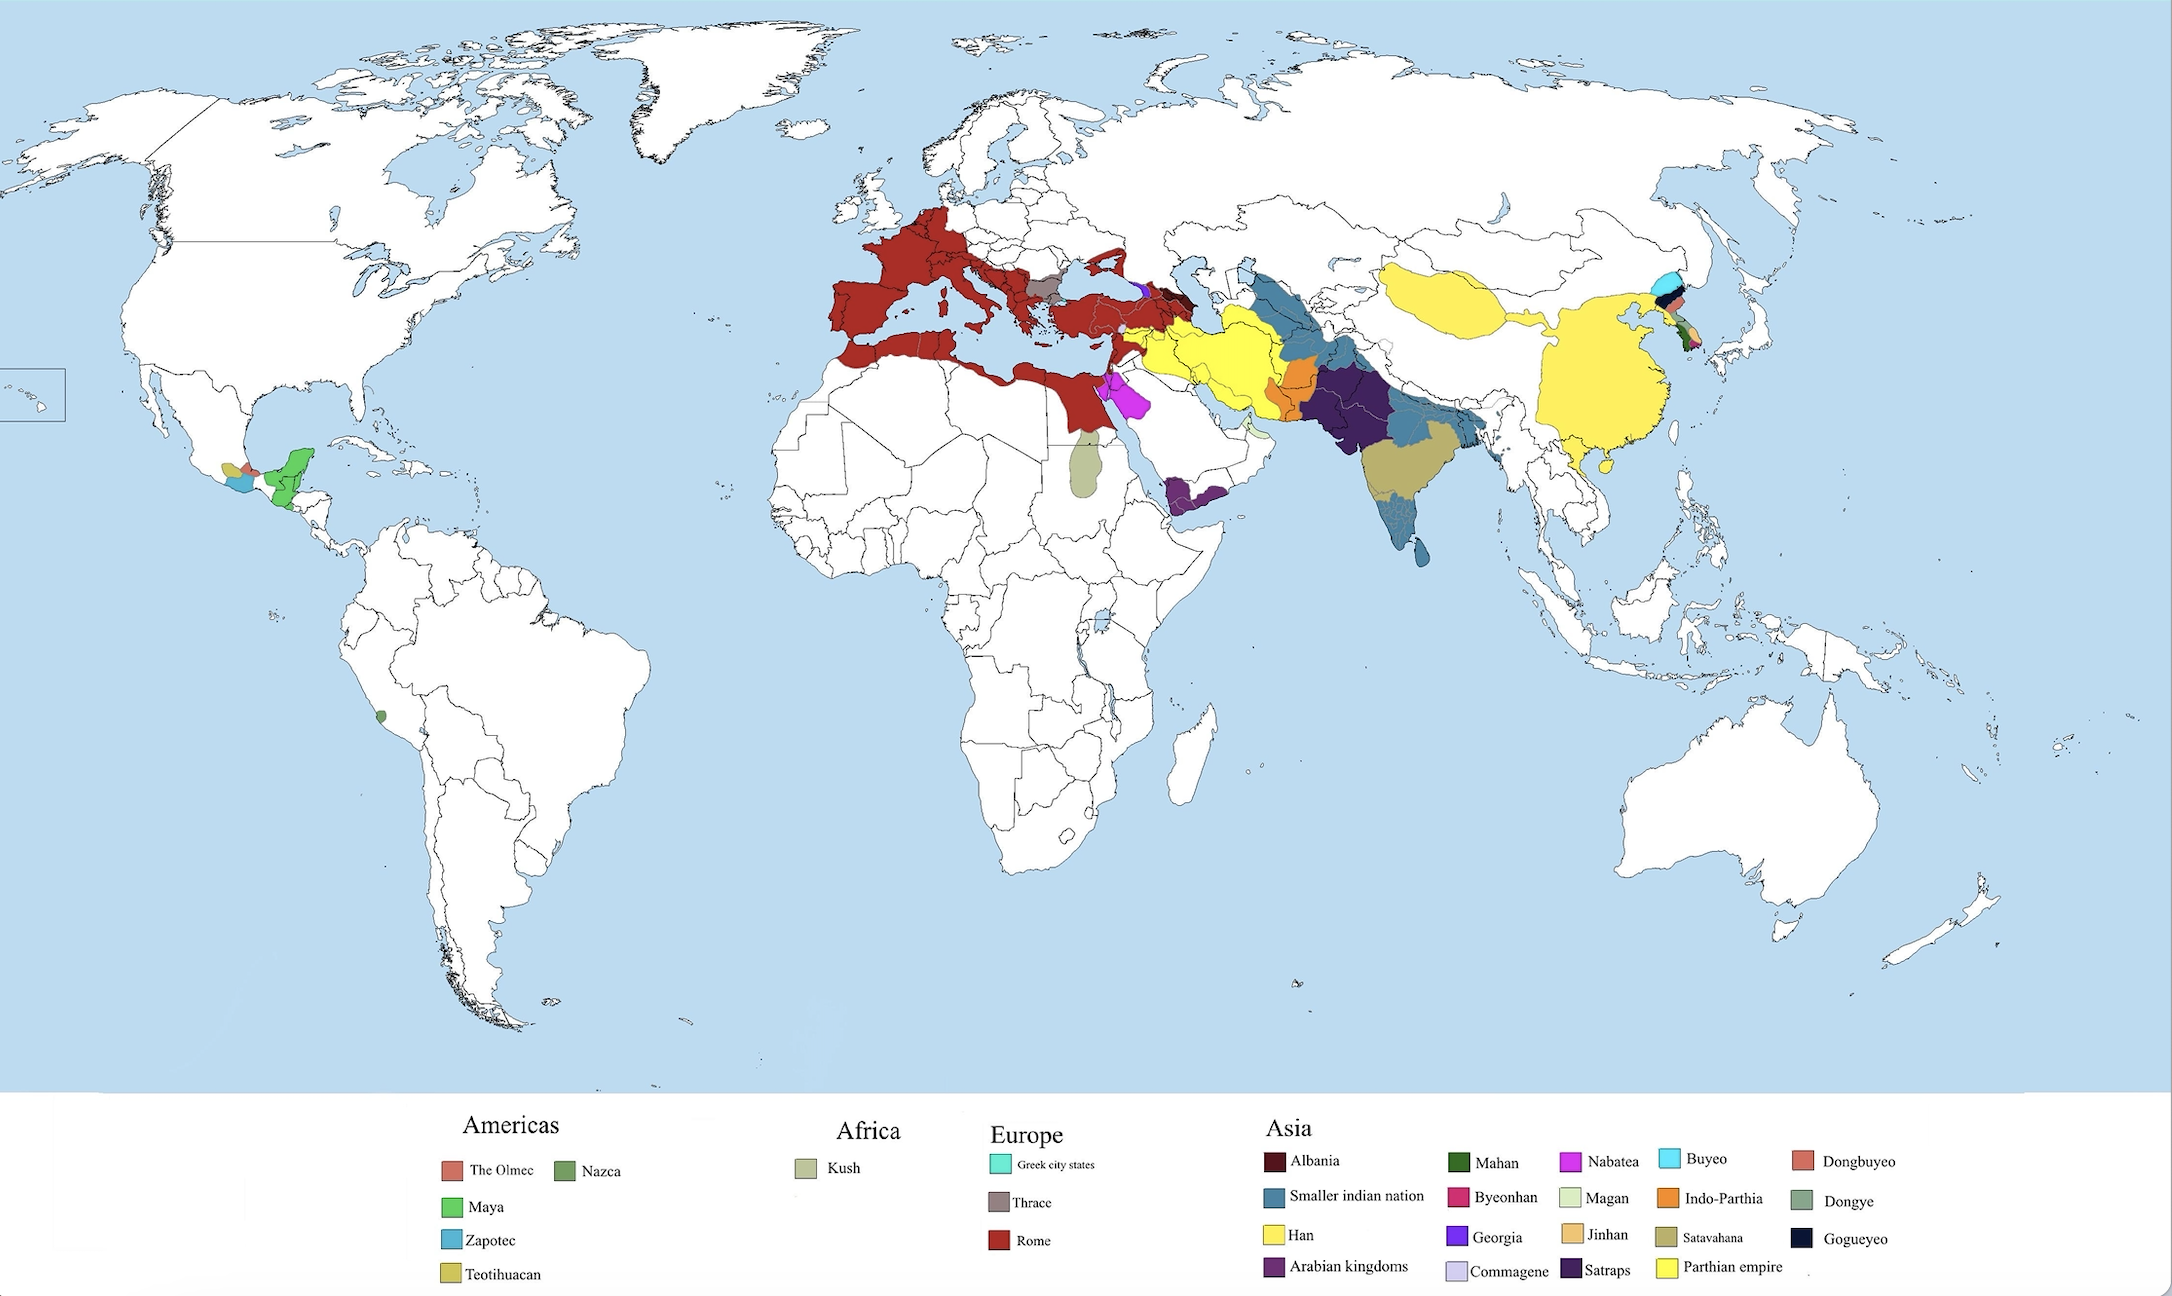 Americas
The Olmec
Nazca
Maya
Zapotec
Teotihuacan
Africa
Kush
Europe
Greek city states
Thrace
Rome
Asia
Albania
Smaller indian nation
Han
Arabian kingdoms
Mahan
Byeonhan
Georgia
Commagene
Nabatea
Magan
Jinhan
Satraps
Buyeo
Indo-Parthia
Satavahana
Parthian empire
Dongbuyeo
Dongye
Gogueyeo